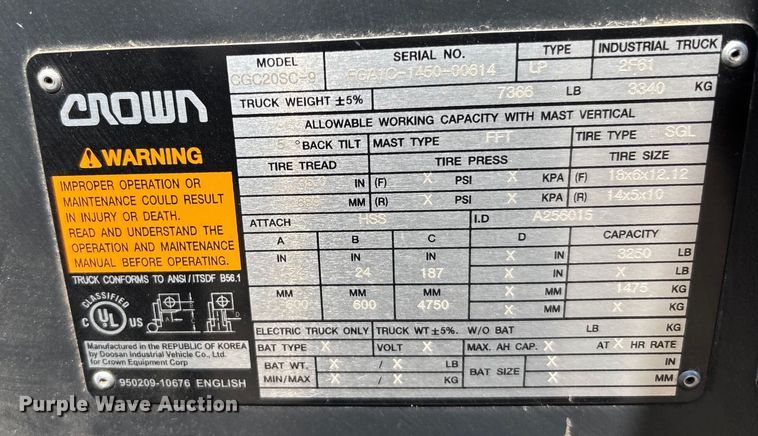 CROWN
WARNING
IMPROPER OPERATION OR
MAINTENANCE COULD RESULT
IN INJURY OR DEATH.
READ AND UNDERSTAND THE
OPERATION AND MAINTENANCE
MANUAL BEFORE OPERATING.
TRUCK CONFORMS TO ANSI/ITSDF B56.1
CLASSIFIED
C UL US
Manufactured in the REPUBLIC OF KOREA
by Doosan Industrial Vehicle Co., Ltd.
for Crown Equipment Corp
950209-10676 ENGLISH
MODEL SERIAL NO. TYPE INDUSTRIAL TRUCK
CGC20SC-9 FGA1C-1450-00614 LP 2F61
TRUCK WEIGHT ±5% 7366 LB 3340 KG
ALLOWABLE WORKING CAPACITY WITH MAST VERTICAL
5 °BACK TILT MAST TYPE FFT TIRE TYPE SGL
TIRE TREAD TIRE PRESS TIRE SIZE
IN (F) X PSI X KPA (F) 18x6x12.12
MM (R) X PSI X KPA (R) 14x5x10
ATTACH HSS I.D A256015
A B C D CAPACITY
IN IN IN X IN 3250 LB
24 24 187 X X LB
MM MM MM X MM 1475 KG
600 600 4750 X X KG
ELECTRIC TRUCK ONLY TRUCK WT ±5%. W/O BAT LB KG
BAT TYPE X VOLT X MAX. AH CAP. X AT X HR RATE
BAT WT. X / X LB BAT SIZE X IN
MIN/MAX X / X KG X MM
Purple Wave Auction